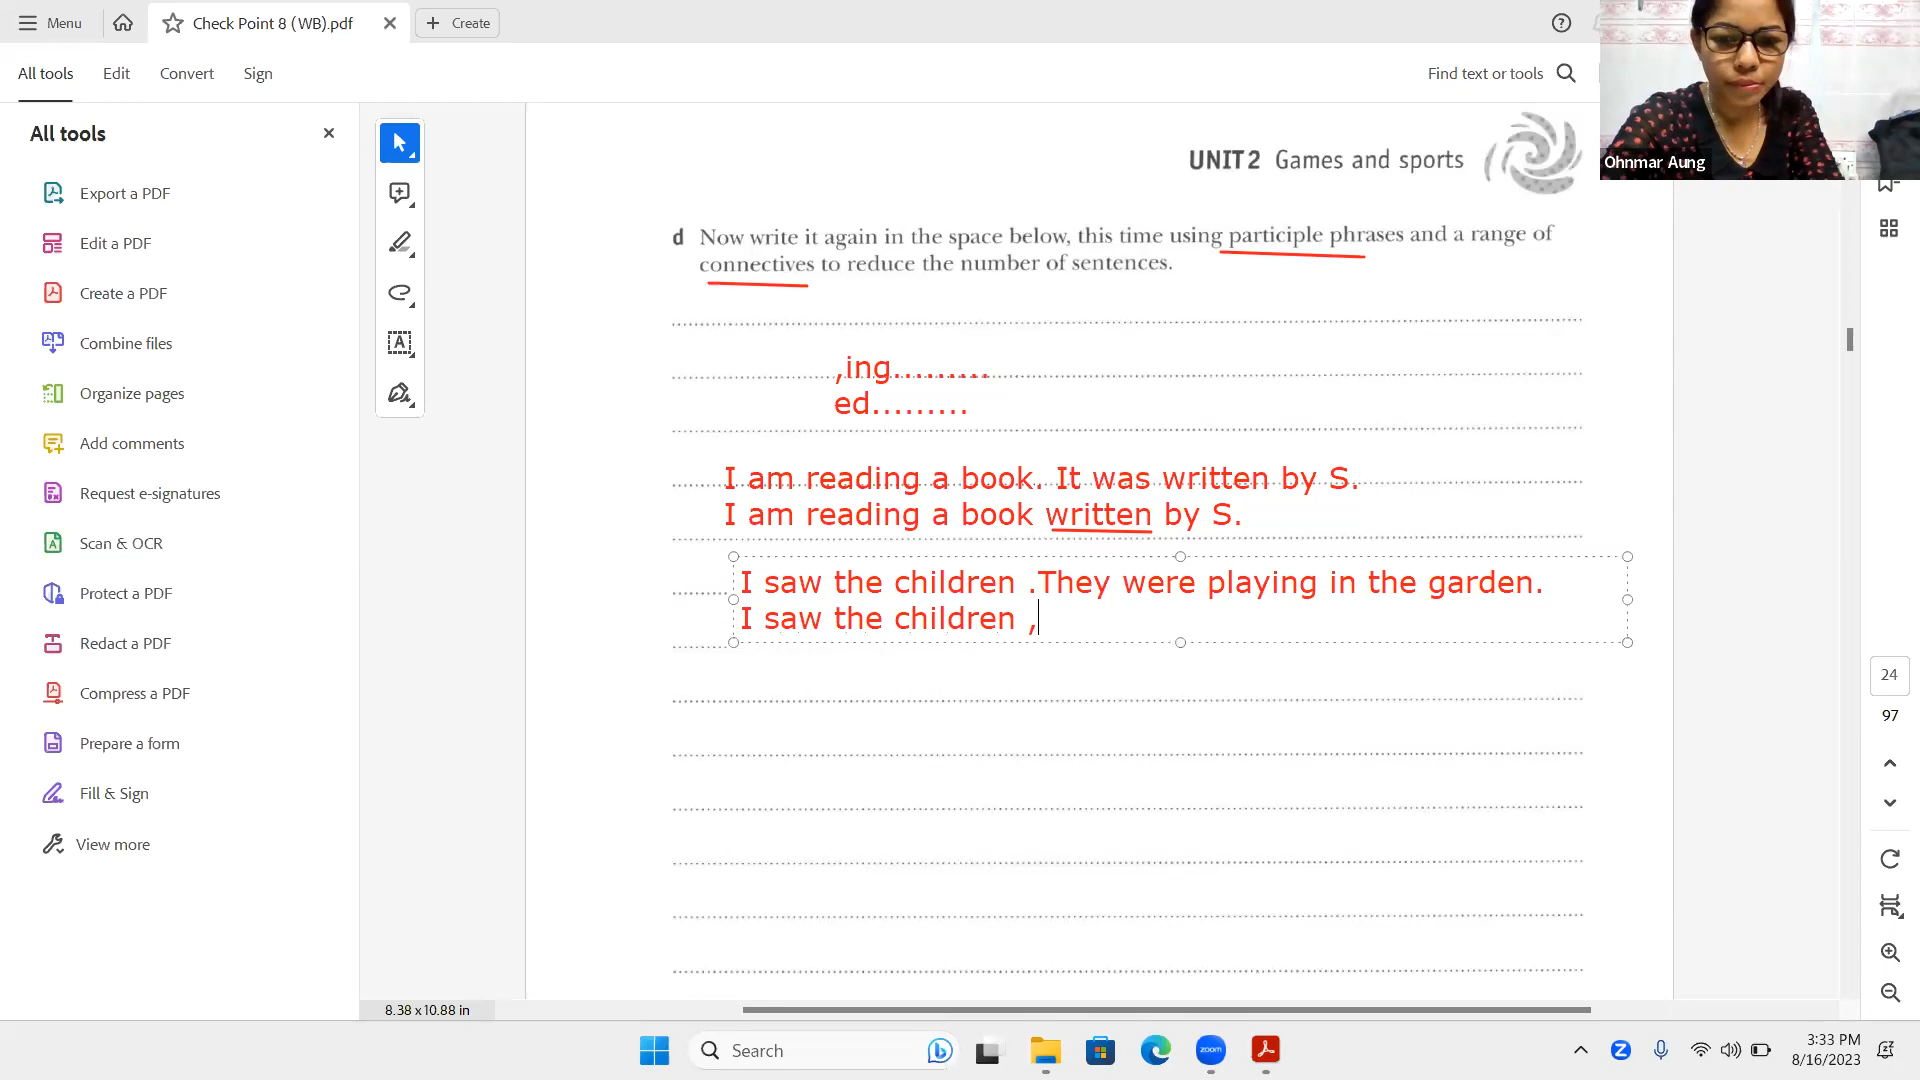 Menu
Check Point 8 (WB).pdf
Create
All tools
Edit
Convert
Sign
Find text or tools
Ohnmar Aung
All tools
Export a PDF
Edit a PDF
Create a PDF
Combine files
Organize pages
Add comments
Request e-signatures
Scan & OCR
Protect a PDF
Redact a PDF
Compress a PDF
Prepare a form
Fill & Sign
View more
UNIT 2 Games and sports
d Now write it again in the space below, this time using participle phrases and a range of
connectives to reduce the number of sentences.
,ing.........
ed.........
I am reading a book. It was written by S.
I am reading a book written by S.
I saw the children .They were playing in the garden.
I saw the children ,
24
97
8.38 x 10.88 in
Search
zoom
3:33 PM
8/16/2023